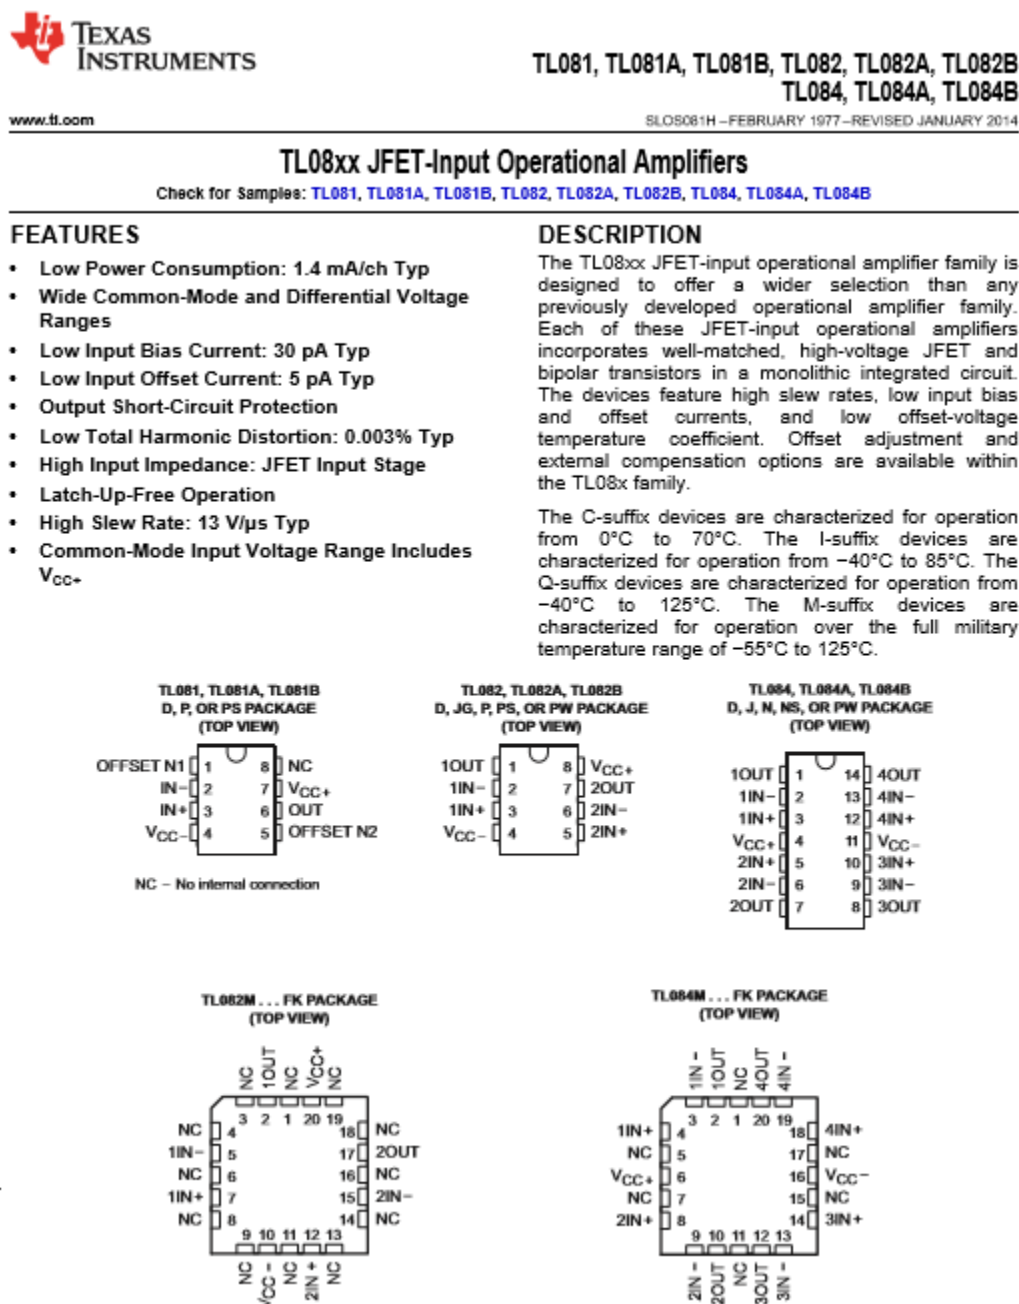 TEXAS
INSTRUMENTS
TL081, TL081A, TL081B, TL082, TL082A, TL082B
TL084, TL084A, TL084B
www.ti.com
SLOS081H –FEBRUARY 1977–REVISED JANUARY 2014
TL08xx JFET-Input Operational Amplifiers
Check for Samples: TL081, TL081A, TL081B, TL082, TL082A, TL082B, TL084, TL084A, TL084B
FEATURES
• Low Power Consumption: 1.4 mA/ch Typ
• Wide Common-Mode and Differential Voltage
Ranges
• Low Input Bias Current: 30 pA Typ
• Low Input Offset Current: 5 pA Typ
• Output Short-Circuit Protection
• Low Total Harmonic Distortion: 0.003% Typ
• High Input Impedance: JFET Input Stage
• Latch-Up-Free Operation
• High Slew Rate: 13 V/µs Typ
• Common-Mode Input Voltage Range Includes
VCC+
DESCRIPTION
The TL08xx JFET-input operational amplifier family is
designed to offer a wider selection than any
previously developed operational amplifier family.
Each of these JFET-input operational amplifiers
incorporates well-matched, high-voltage JFET and
bipolar transistors in a monolithic integrated circuit.
The devices feature high slew rates, low input bias
and offset currents, and low offset-voltage
temperature coefficient. Offset adjustment and
external compensation options are available within
the TL08x family.
The C-suffix devices are characterized for operation
from 0°C to 70°C. The I-suffix devices are
characterized for operation from −40°C to 85°C. The
Q-suffix devices are characterized for operation from
−40°C to 125°C. The M-suffix devices are
characterized for operation over the full military
temperature range of −55°C to 125°C.
TL081, TL081A, TL081B
D, P, OR PS PACKAGE
(TOP VIEW)
OFFSET N1 1 8 NC
IN− 2 7 VCC+
IN+ 3 6 OUT
VCC− 4 5 OFFSET N2
NC − No internal connection
TL082, TL082A, TL082B
D, JG, P, PS, OR PW PACKAGE
(TOP VIEW)
1OUT 1 8 VCC+
1IN− 2 7 2OUT
1IN+ 3 6 2IN−
VCC− 4 5 2IN+
TL084, TL084A, TL084B
D, J, N, NS, OR PW PACKAGE
(TOP VIEW)
1OUT 1 14 4OUT
1IN− 2 13 4IN−
1IN+ 3 12 4IN+
VCC+ 4 11 VCC−
2IN+ 5 10 3IN+
2IN− 6 9 3IN−
2OUT 7 8 3OUT
TL082M . . . FK PACKAGE
(TOP VIEW)
NC 1OUT NC VCC+ NC
3 2 1 20 19
NC 4 18 NC
1IN− 5 17 2OUT
NC 6 16 NC
1IN+ 7 15 2IN−
NC 8 14 NC
9 10 11 12 13
NC VCC − NC 2IN + NC
TL084M . . . FK PACKAGE
(TOP VIEW)
1IN − 1OUT NC 4OUT 4IN −
3 2 1 20 19
1IN+ 4 18 4IN+
NC 5 17 NC
VCC+ 6 16 VCC−
NC 7 15 NC
2IN+ 8 14 3IN+
9 10 11 12 13
2IN − 2OUT NC 3OUT 3IN −